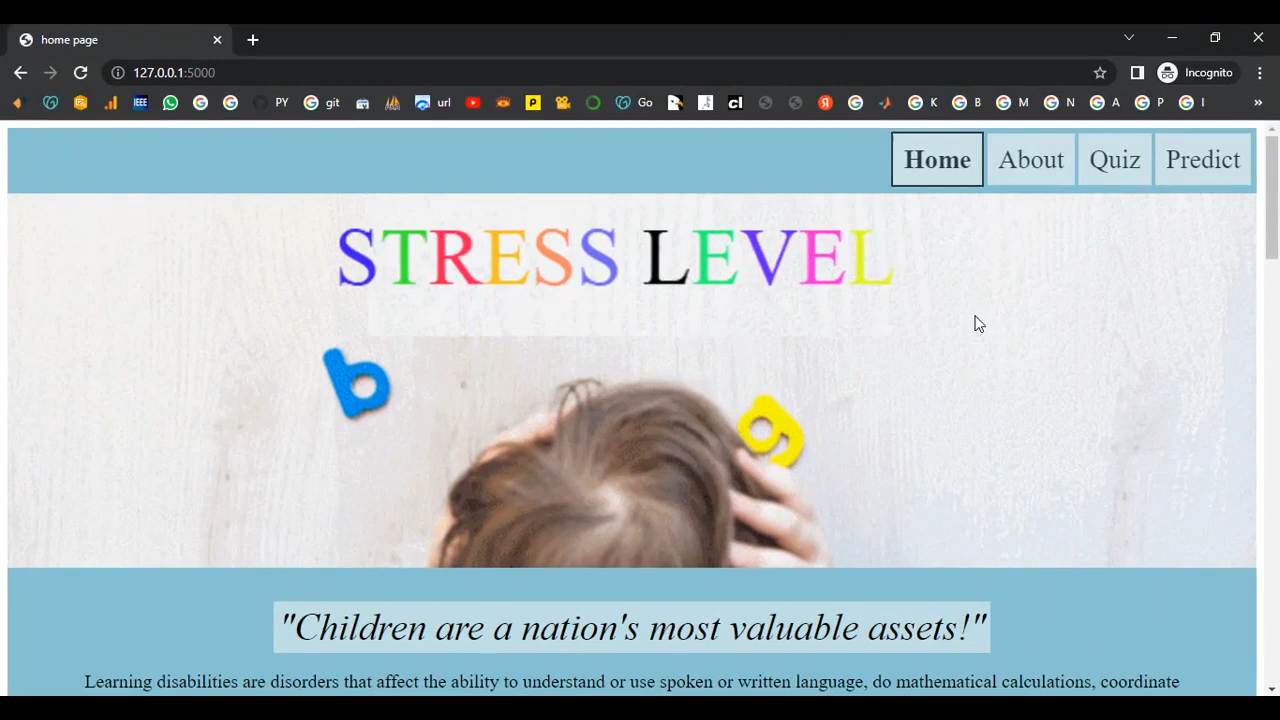 home page
127.0.0.1:5000
Incognito
IEEE PY git url Go cl K B M N A P I
Home About Quiz Predict
STRESS LEVEL
b
g
"Children are a nation's most valuable assets!"
Learning disabilities are disorders that affect the ability to understand or use spoken or written language, do mathematical calculations, coordinate